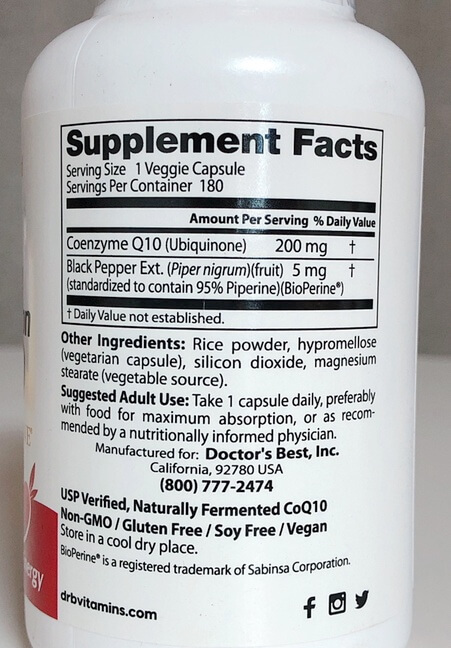 Supplement Facts
Serving Size 1 Veggie Capsule
Servings Per Container 180
Amount Per Serving % Daily Value
Coenzyme Q10 (Ubiquinone) 200 mg †
Black Pepper Ext. (Piper nigrum)(fruit) 5 mg †
(standardized to contain 95% Piperine)(BioPerine®)
† Daily Value not established.
Other Ingredients: Rice powder, hypromellose
(vegetarian capsule), silicon dioxide, magnesium
stearate (vegetable source).
Suggested Adult Use: Take 1 capsule daily, preferably
with food for maximum absorption, or as recom-
mended by a nutritionally informed physician.
Manufactured for: Doctor's Best, Inc.
California, 92780 USA
(800) 777-2474
USP Verified, Naturally Fermented CoQ10
Non-GMO / Gluten Free / Soy Free / Vegan
Store in a cool dry place.
BioPerine® is a registered trademark of Sabinsa Corporation.
drbvitamins.com